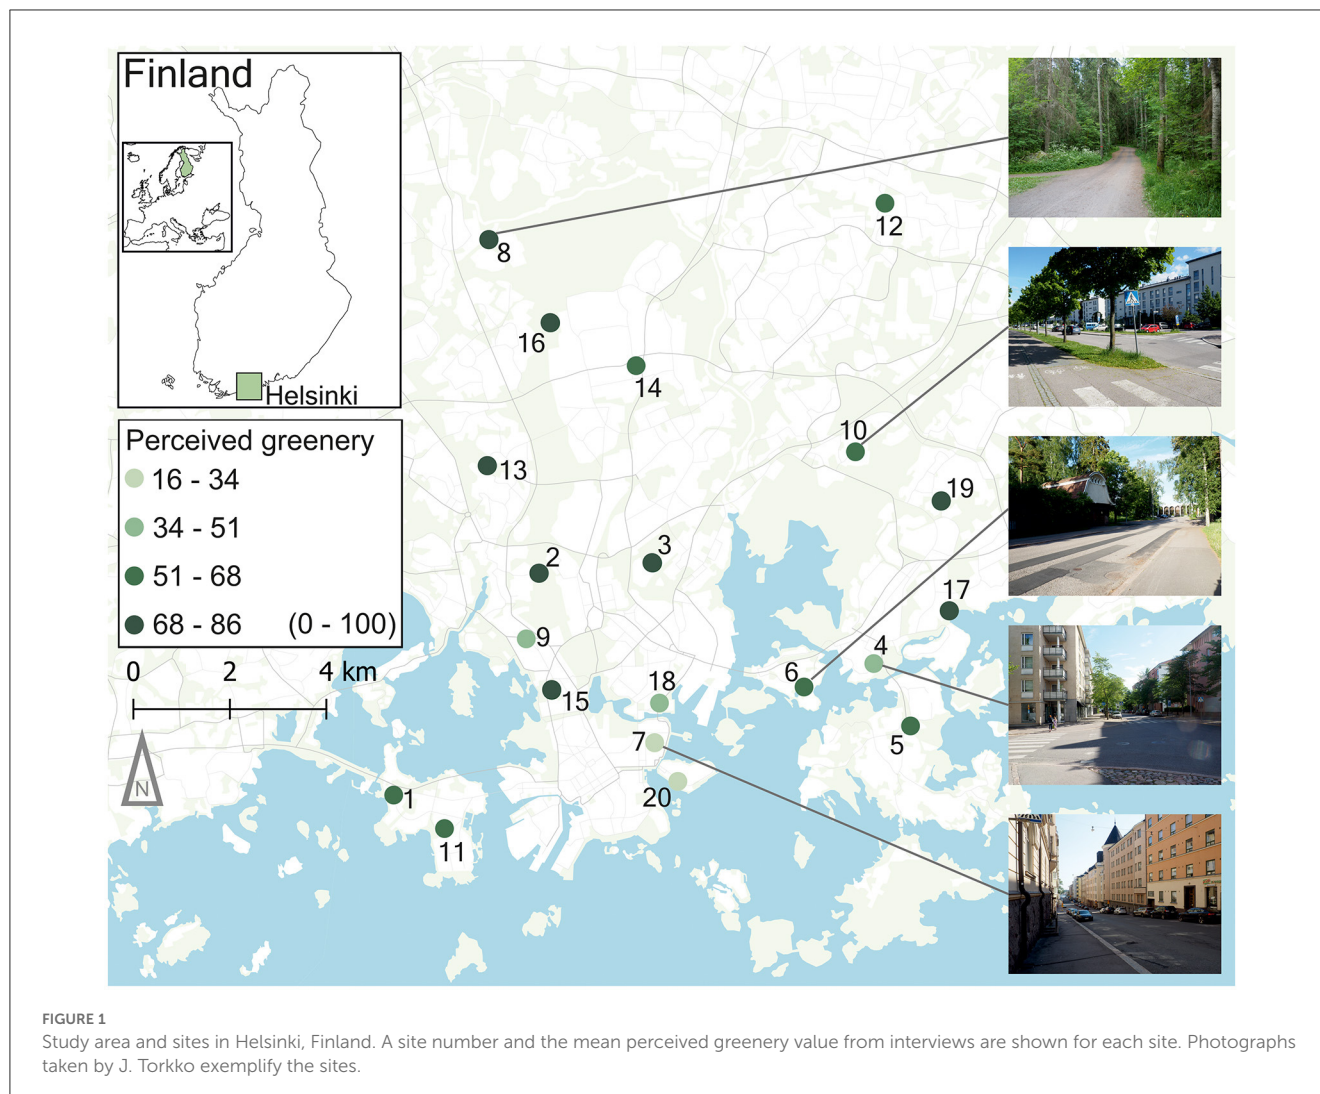 Finland
Helsinki
Perceived greenery
16 - 34
34 - 51
51 - 68
68 - 86 (0 - 100)
0 2 4 km
N
12
8
16
14
10
13
19
3
2
17
9
4
6
18
15
5
7
20
1
11
FIGURE 1
Study area and sites in Helsinki, Finland. A site number and the mean perceived greenery value from interviews are shown for each site. Photographs
taken by J. Torkko exemplify the sites.